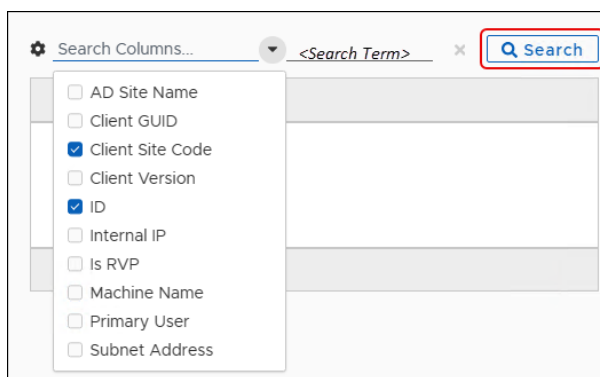 Search Columns... <Search Term> × Search
AD Site Name
Client GUID
Client Site Code
Client Version
ID
Internal IP
Is RVP
Machine Name
Primary User
Subnet Address